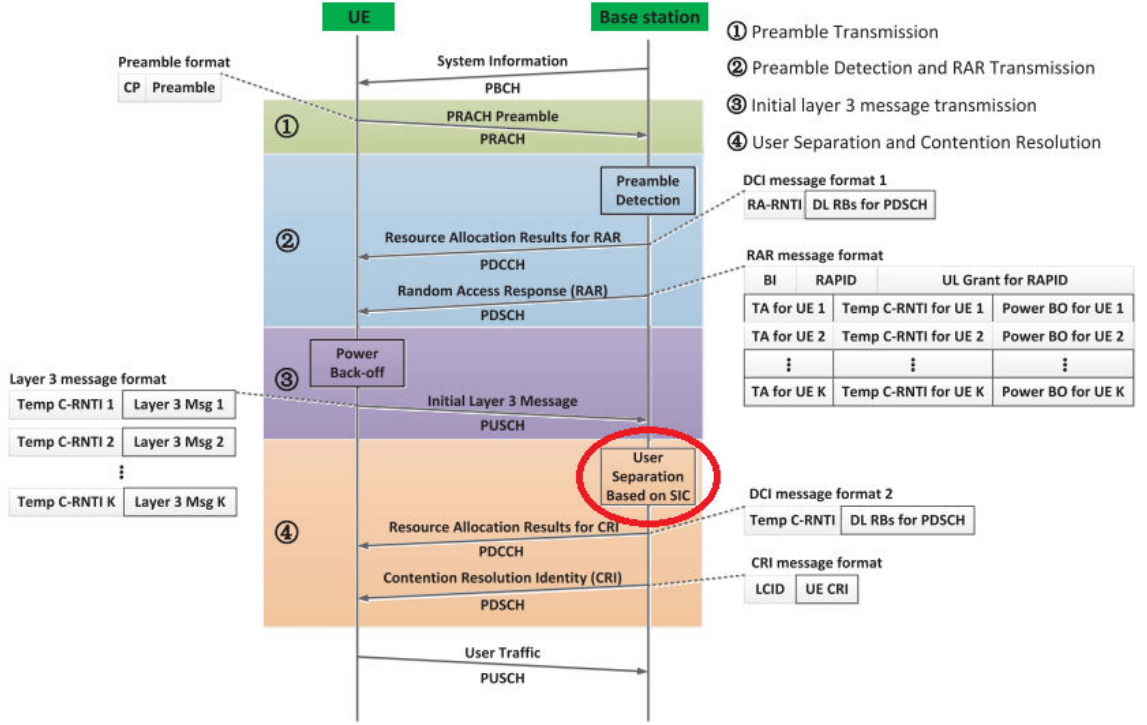 UE
Base station
① Preamble Transmission
② Preamble Detection and RAR Transmission
③ Initial layer 3 message transmission
④ User Separation and Contention Resolution
System Information
PBCH
Preamble format
CP Preamble
①
PRACH Preamble
PRACH
Preamble
Detection
DCI message format 1
RA-RNTI DL RBs for PDSCH
②
Resource Allocation Results for RAR
PDCCH
RAR message format
BI RAPID UL Grant for RAPID
TA for UE 1 Temp C-RNTI for UE 1 Power BO for UE 1
TA for UE 2 Temp C-RNTI for UE 2 Power BO for UE 2
⋮ ⋮ ⋮
TA for UE K Temp C-RNTI for UE K Power BO for UE K
Random Access Response (RAR)
PDSCH
Power
Back-off
③
Layer 3 message format
Temp C-RNTI 1 Layer 3 Msg 1
Temp C-RNTI 2 Layer 3 Msg 2
⋮
Temp C-RNTI K Layer 3 Msg K
Initial Layer 3 Message
PUSCH
User
Separation
Based on SIC
④
DCI message format 2
Temp C-RNTI DL RBs for PDSCH
Resource Allocation Results for CRI
PDCCH
CRI message format
LCID UE CRI
Contention Resolution Identity (CRI)
PDSCH
User Traffic
PUSCH